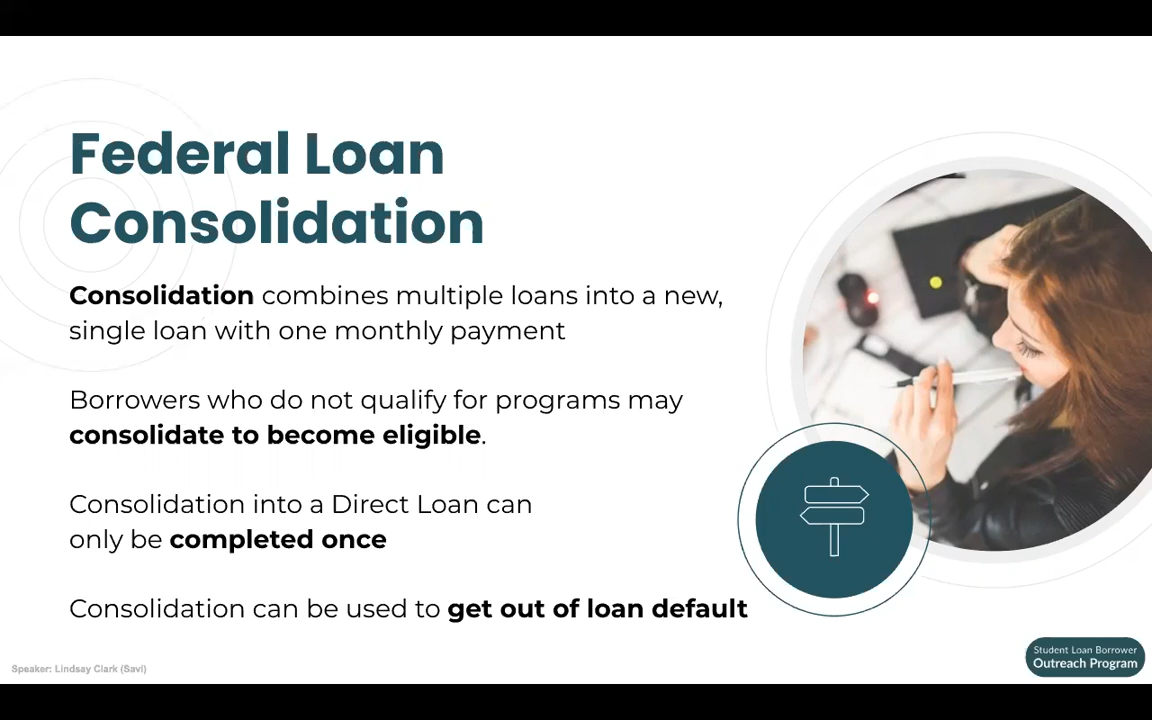 Federal Loan
Consolidation
Consolidation combines multiple loans into a new,
single loan with one monthly payment
Borrowers who do not qualify for programs may
consolidate to become eligible.
Consolidation into a Direct Loan can
only be completed once
Consolidation can be used to get out of loan default
Speaker: Lindsay Clark (Savi)
Student Loan Borrower
Outreach Program